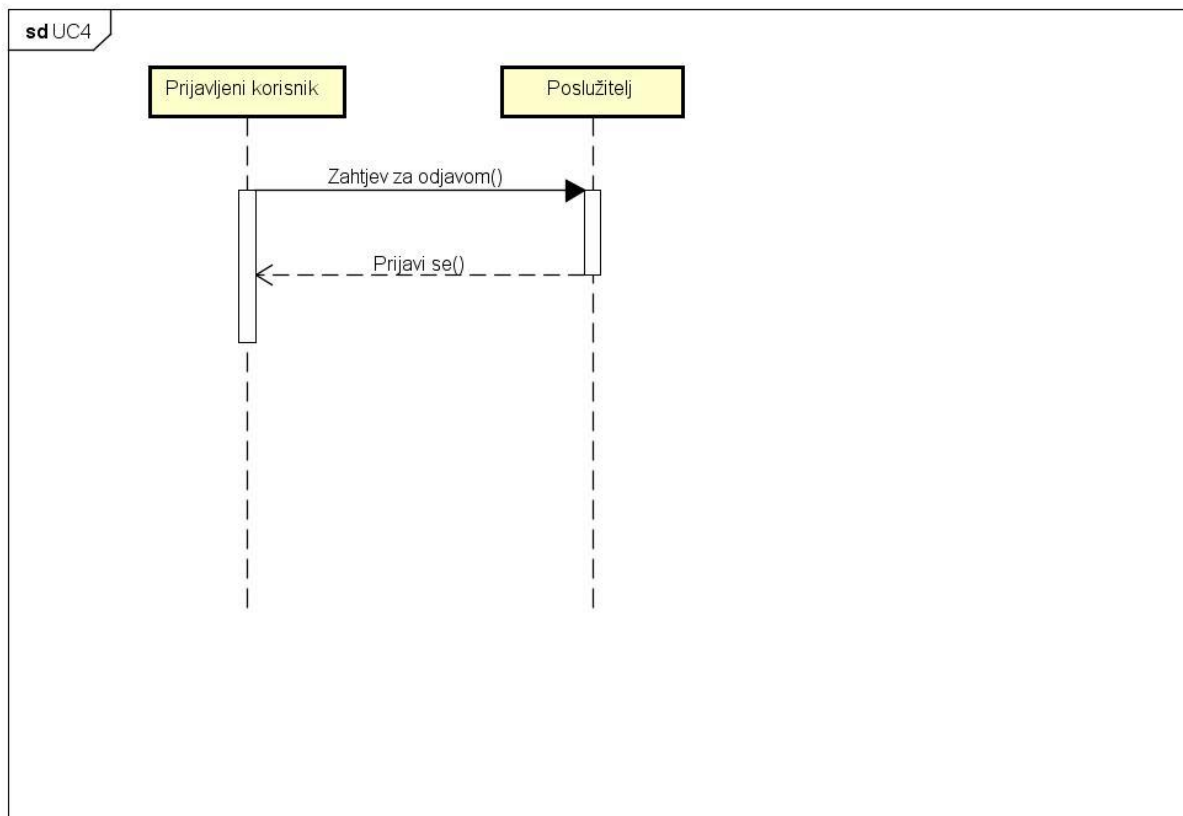 sd UC4
Prijavljeni korisnik
Poslužitelj
Zahtjev za odjavom()
Prijavi se()